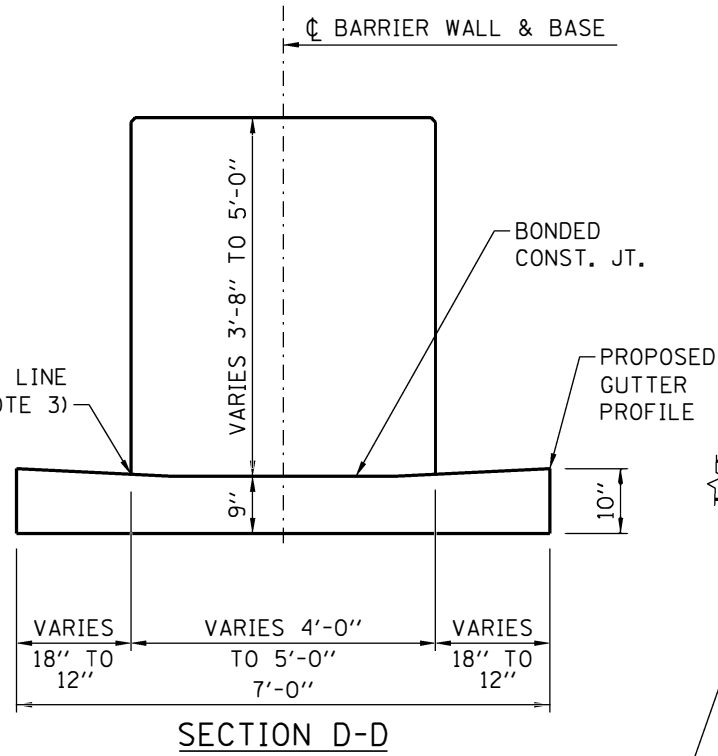 ℄ BARRIER WALL & BASE
VARIES 3'-8" TO 5'-0"
BONDED
CONST. JT.
LINE
OTE 3)
PROPOSED
GUTTER
PROFILE
9"
10"
VARIES
18" TO
12"
VARIES 4'-0"
TO 5'-0"
VARIES
18" TO
12"
7'-0"
SECTION D-D